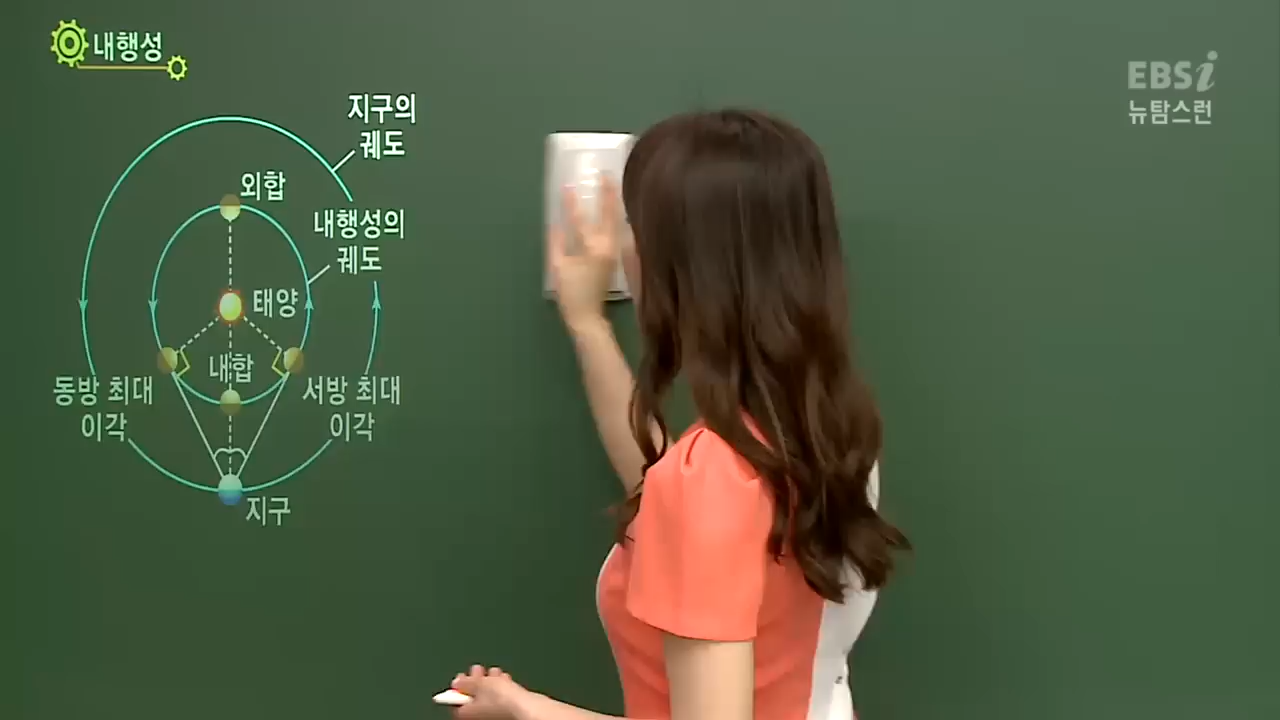 내행성
EBSi
뉴탐스런
지구의
궤도
외합
내행성의
궤도
태양
내합
동방 최대
이각
서방 최대
이각
지구